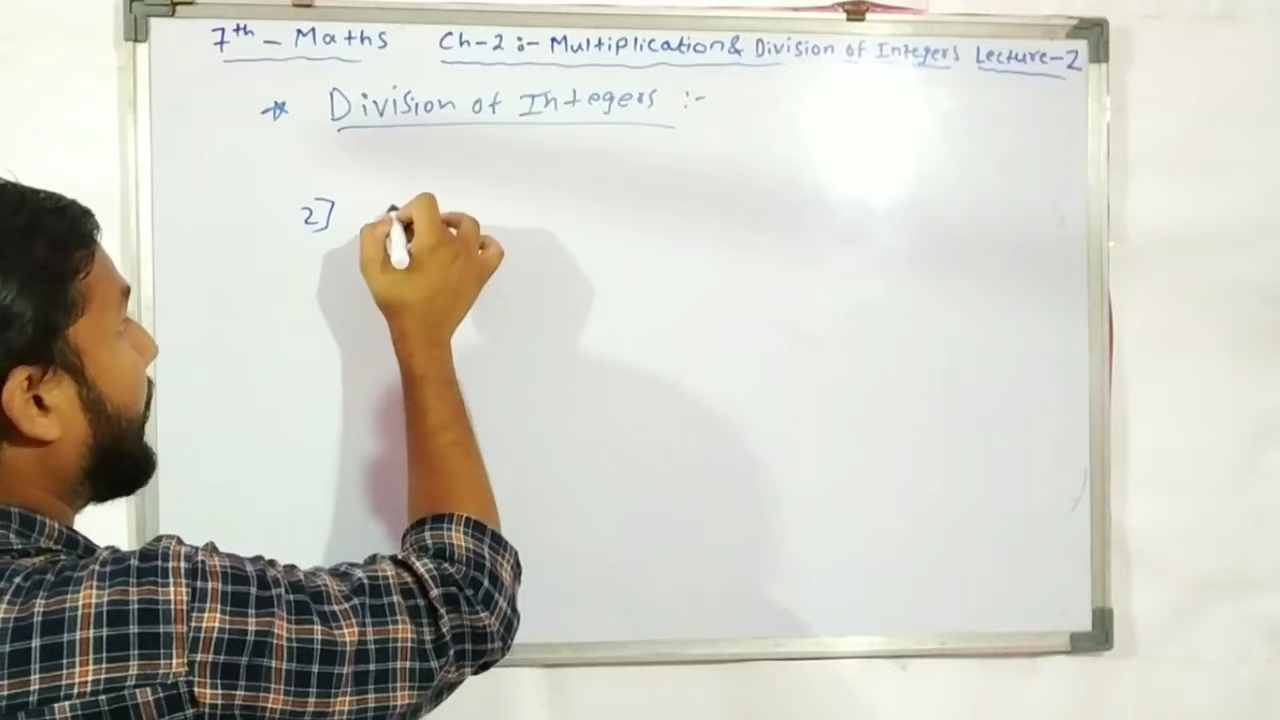 7th - Maths Ch-2 :- Multiplication & Division of Integers Lecture-2
* Division of Integers :-
2]